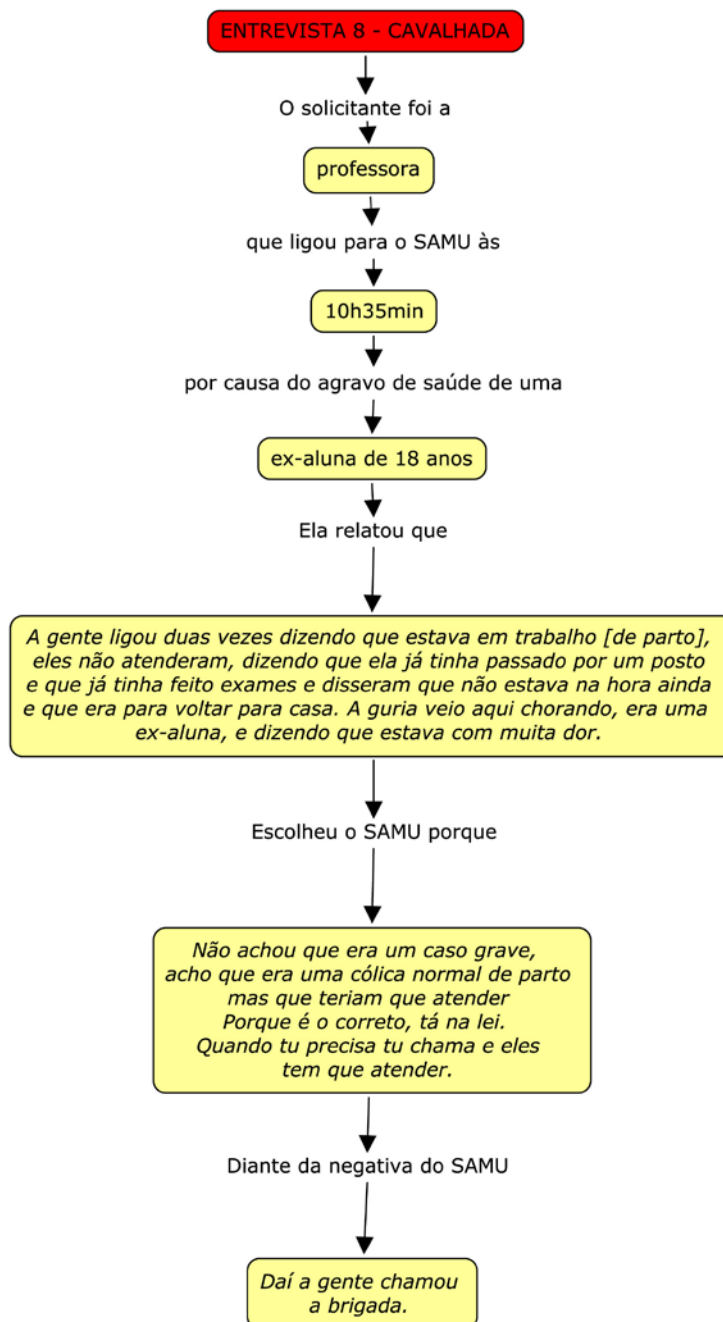 ENTREVISTA 8 - CAVALHADA
O solicitante foi a
professora
que ligou para o SAMU às
10h35min
por causa do agravo de saúde de uma
ex-aluna de 18 anos
Ela relatou que
A gente ligou duas vezes dizendo que estava em trabalho [de parto],
eles não atenderam, dizendo que ela já tinha passado por um posto
e que já tinha feito exames e disseram que não estava na hora ainda
e que era para voltar para casa. A guria veio aqui chorando, era uma
ex-aluna, e dizendo que estava com muita dor.
Escolheu o SAMU porque
Não achou que era um caso grave,
acho que era uma cólica normal de parto
mas que teriam que atender
Porque é o correto, tá na lei.
Quando tu precisa tu chama e eles
tem que atender.
Diante da negativa do SAMU
Daí a gente chamou
a brigada.